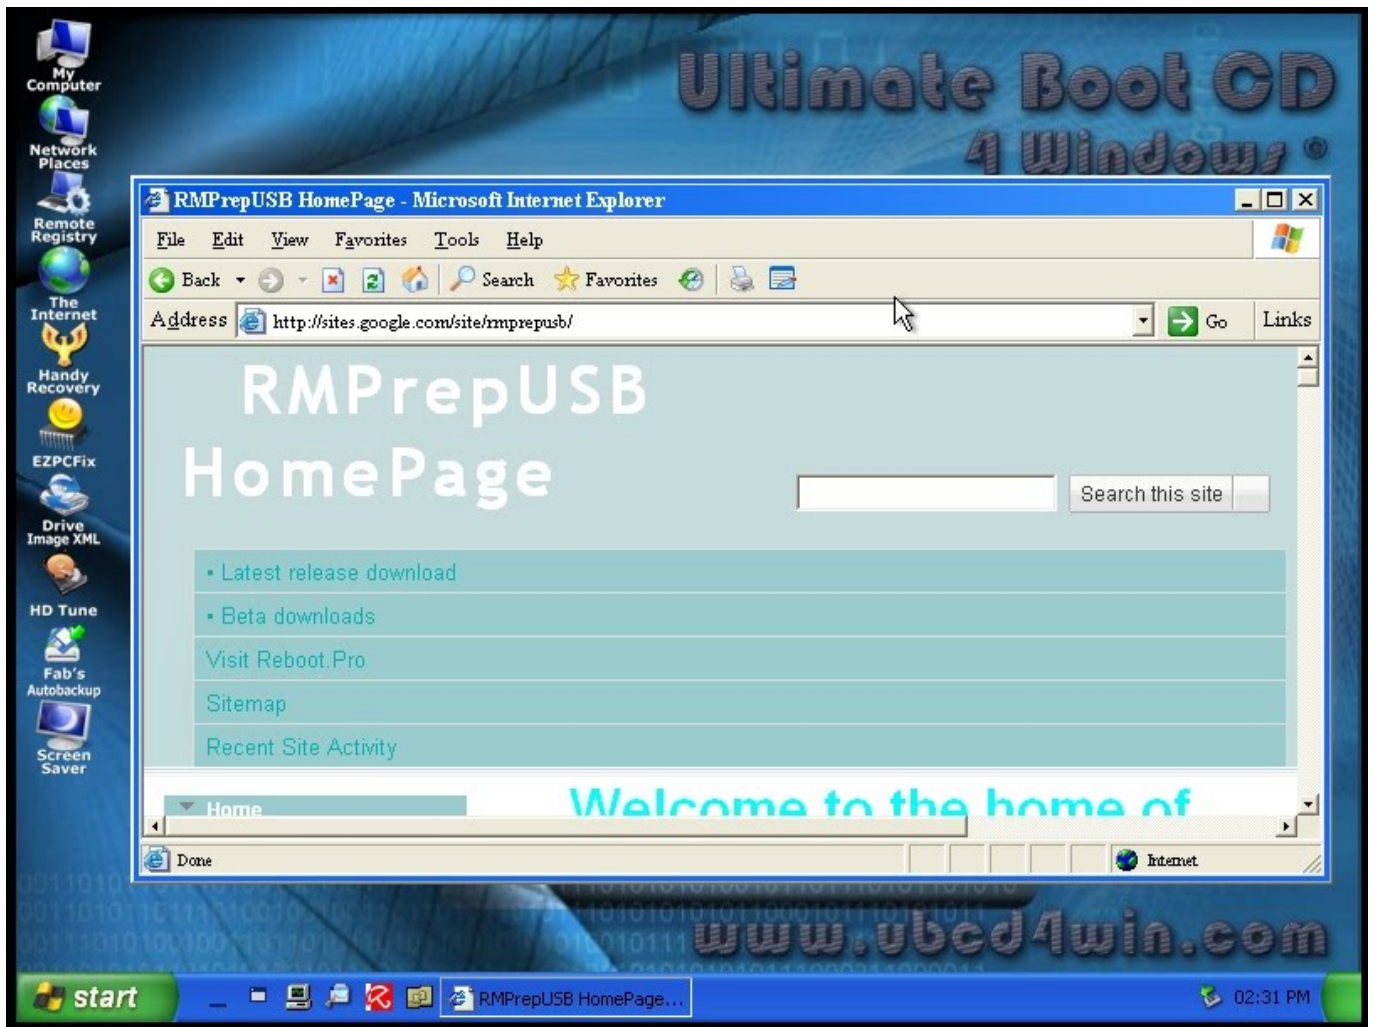 Ultimate Boot CD
4 Windows ®
My
Computer
Network
Places
Remote
Registry
The
Internet
Handy
Recovery
EZPCFix
Drive
Image XML
HD Tune
Fab's
Autobackup
Screen
Saver
RMPrepUSB HomePage - Microsoft Internet Explorer
File Edit View Favorites Tools Help
Back Search Favorites
Address http://sites.google.com/site/rmprepusb/ Go Links
RMPrepUSB
HomePage
Search this site
▪ Latest release download
▪ Beta downloads
Visit Reboot.Pro
Sitemap
Recent Site Activity
Home
Welcome to the home of
Done Internet
www.ubcd4win.com
start RMPrepUSB HomePage... 02:31 PM